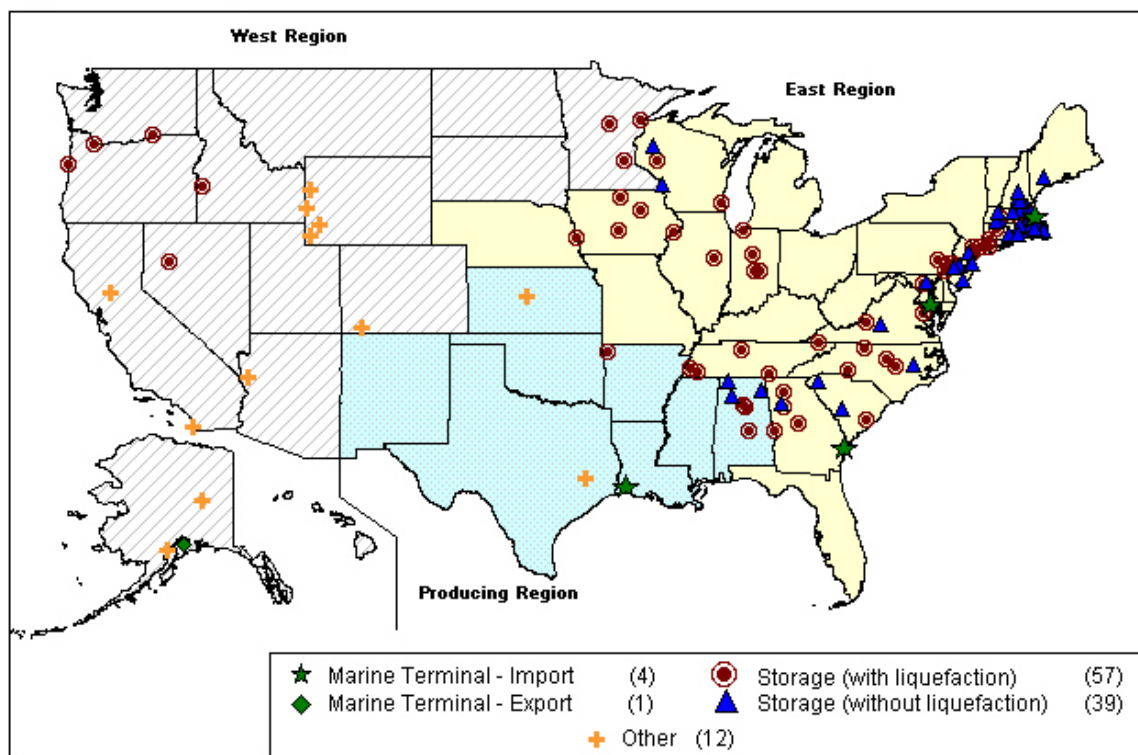 West Region
East Region
Producing Region
Marine Terminal - Import (4)
Storage (with liquefaction) (57)
Marine Terminal - Export (1)
Storage (without liquefaction) (39)
Other (12)